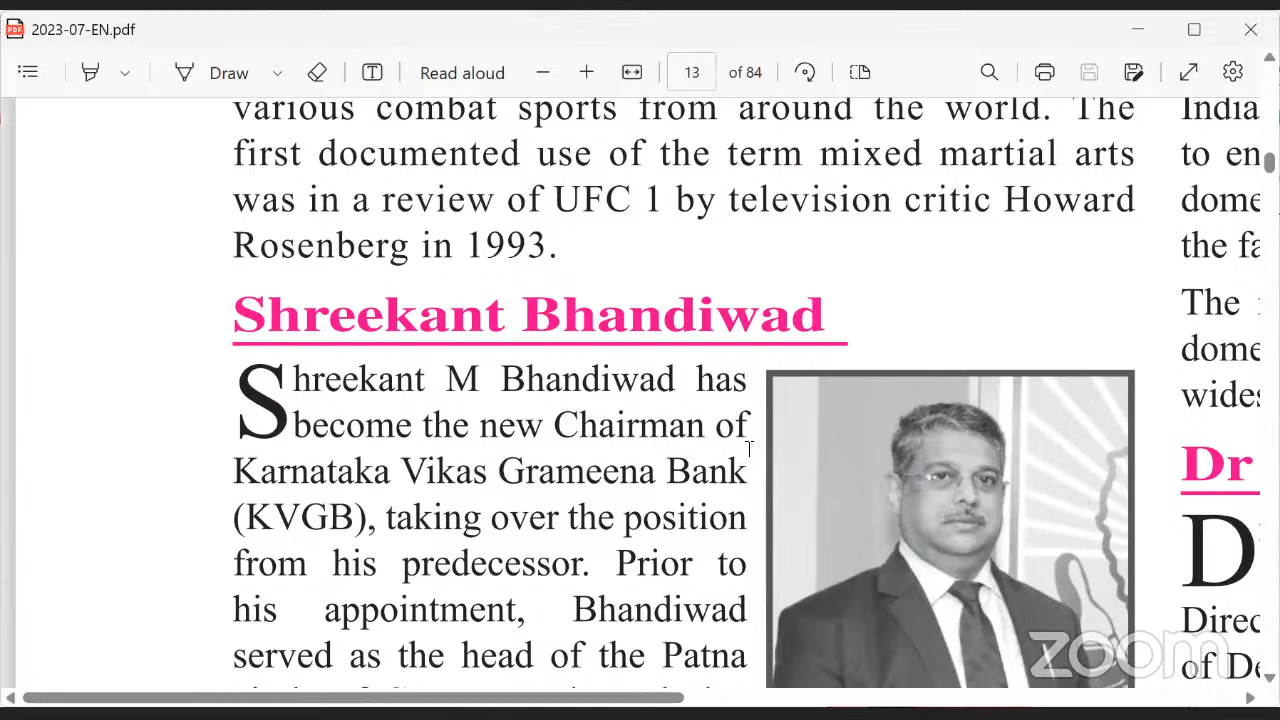 2023-07-EN.pdf
Draw
Read aloud
13 of 84
various combat sports from around the world. The
first documented use of the term mixed martial arts
was in a review of UFC 1 by television critic Howard
Rosenberg in 1993.
Shreekant Bhandiwad
Shreekant M Bhandiwad has
become the new Chairman of
Karnataka Vikas Grameena Bank
(KVGB), taking over the position
from his predecessor. Prior to
his appointment, Bhandiwad
served as the head of the Patna
India
to en
dome
the fa
The
dome
wides
Dr
D
Direc
of De
zoom